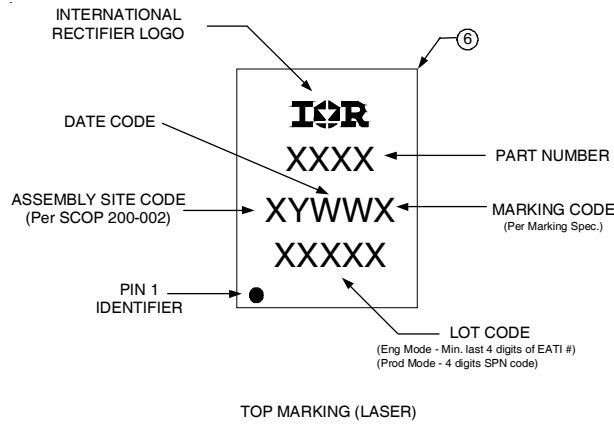 INTERNATIONAL
RECTIFIER LOGO
6
IOR
DATE CODE
XXXX
PART NUMBER
ASSEMBLY SITE CODE
(Per SCOP 200-002)
XYWWX
MARKING CODE
(Per Marking Spec.)
XXXXX
PIN 1
IDENTIFIER
LOT CODE
(Eng Mode - Min. last 4 digits of EATI #)
(Prod Mode - 4 digits SPN code)
TOP MARKING (LASER)